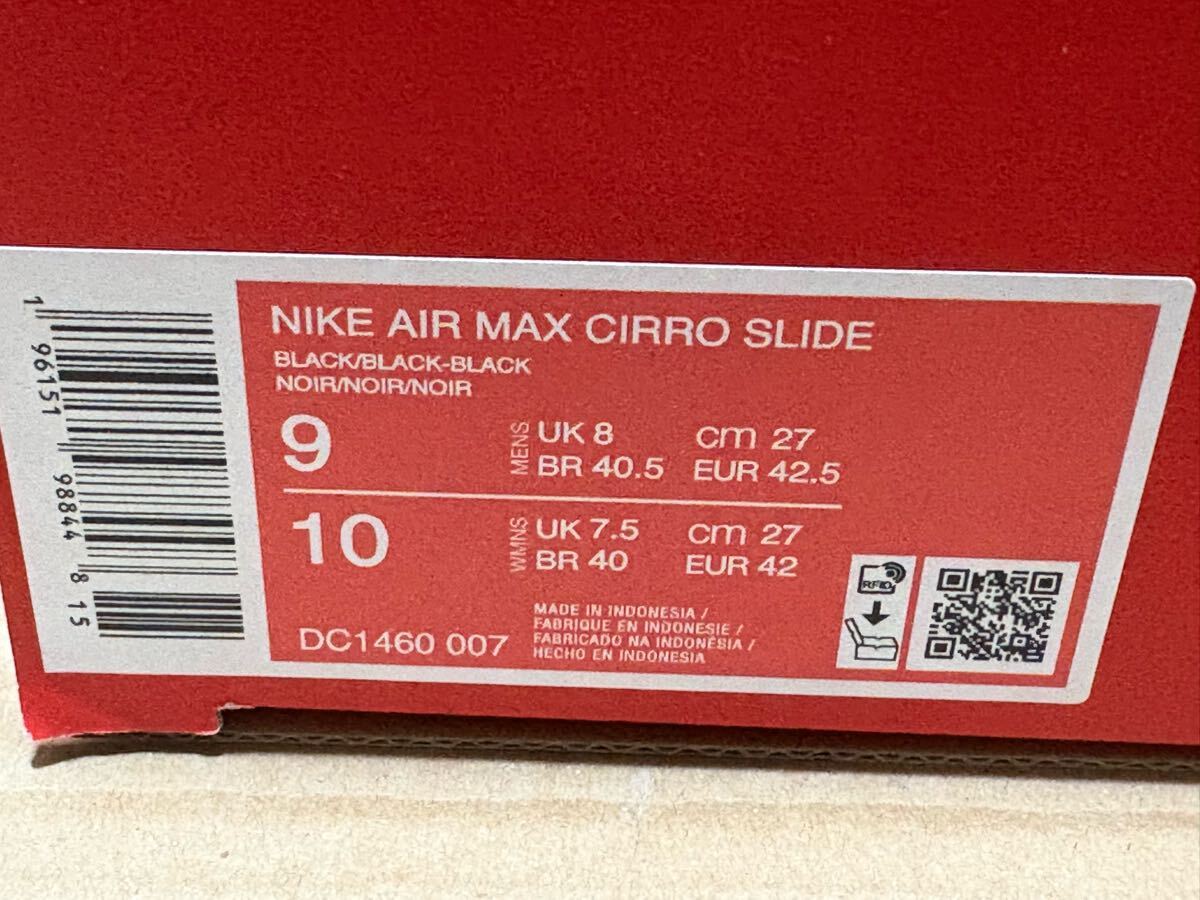 NIKE AIR MAX CIRRO SLIDE
BLACK/BLACK-BLACK
NOIR/NOIR/NOIR
9 MENS UK 8 cm 27
BR 40.5 EUR 42.5
10 WMNS UK 7.5 cm 27
BR 40 EUR 42
DC1460 007
MADE IN INDONESIA /
FABRIQUE EN INDONESIE /
FABRICADO NA INDONÉSIA /
HECHO EN INDONESIA
RFID
1 96151 98844 8 15